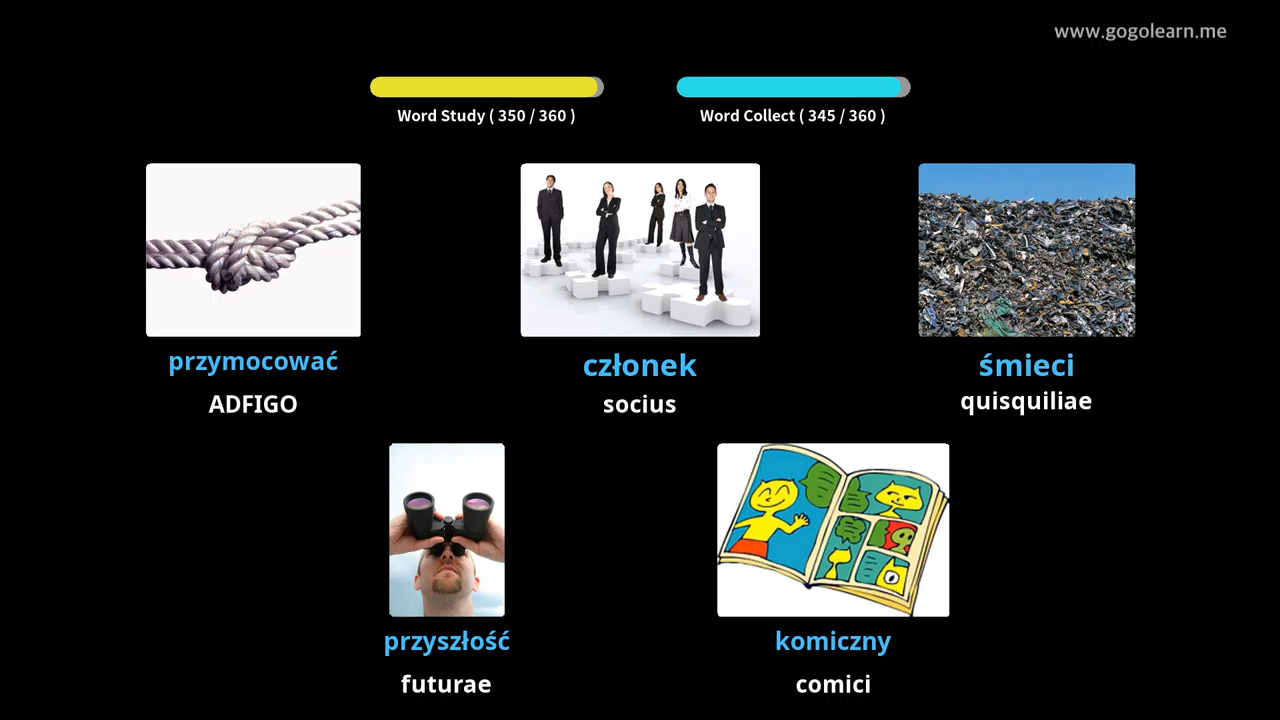 www.gogolearn.me
Word Study ( 350 / 360 )
Word Collect ( 345 / 360 )
przymocować
ADFIGO
członek
socius
śmieci
quisquiliae
przyszłość
futurae
komiczny
comici